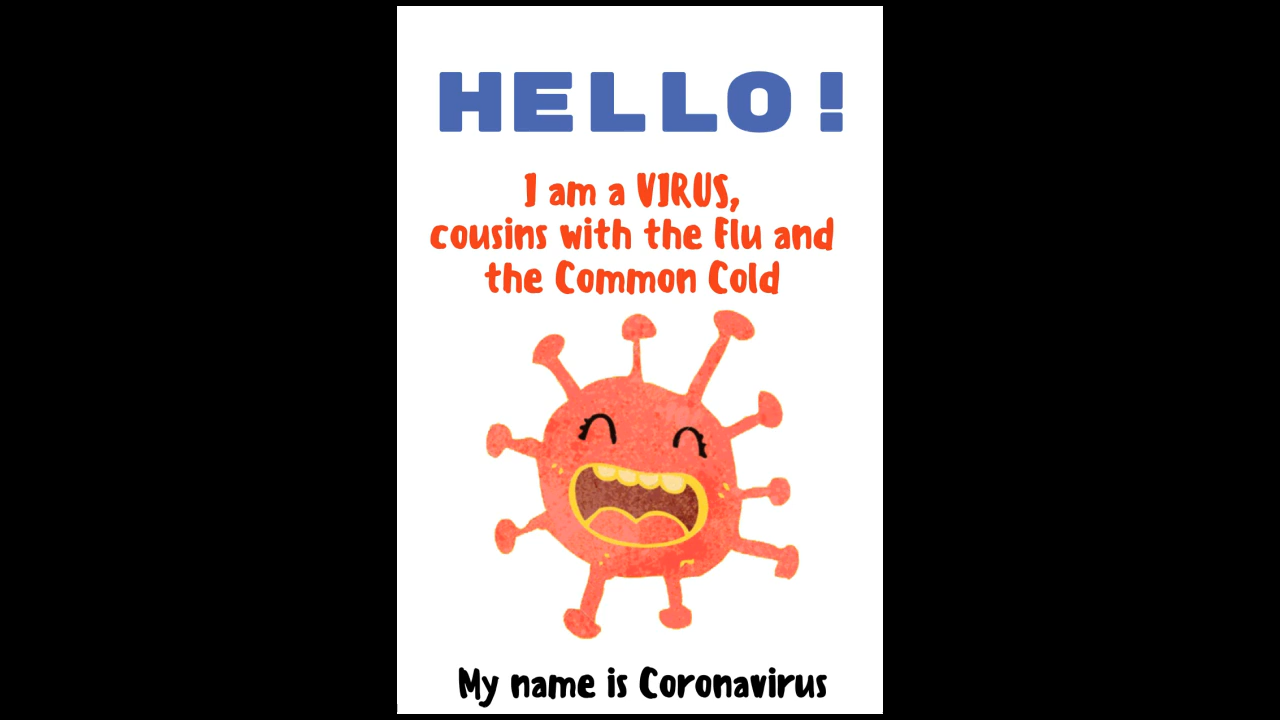 HELLO!
I am a VIRUS,
cousins with the Flu and
the Common Cold
My name is Coronavirus